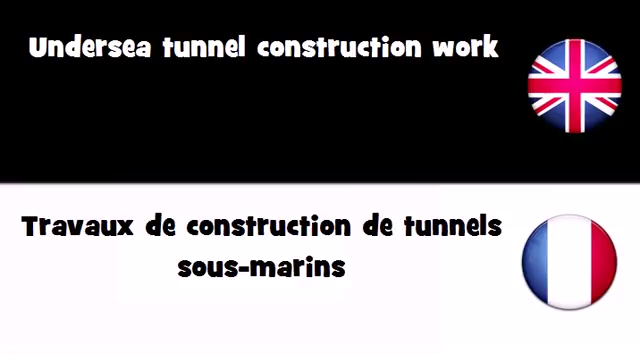 Undersea tunnel construction work
Travaux de construction de tunnels
sous-marins